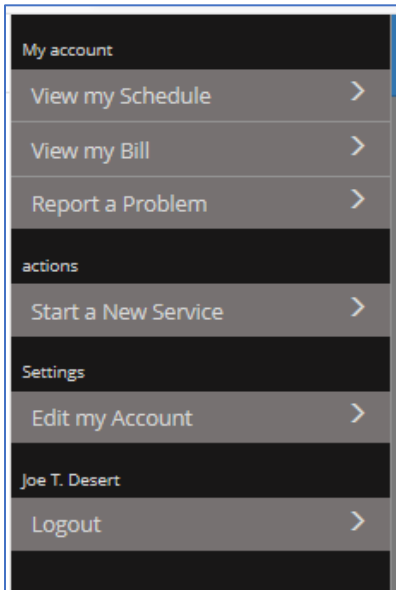 My account
View my Schedule
View my Bill
Report a Problem
actions
Start a New Service
Settings
Edit my Account
Joe T. Desert
Logout